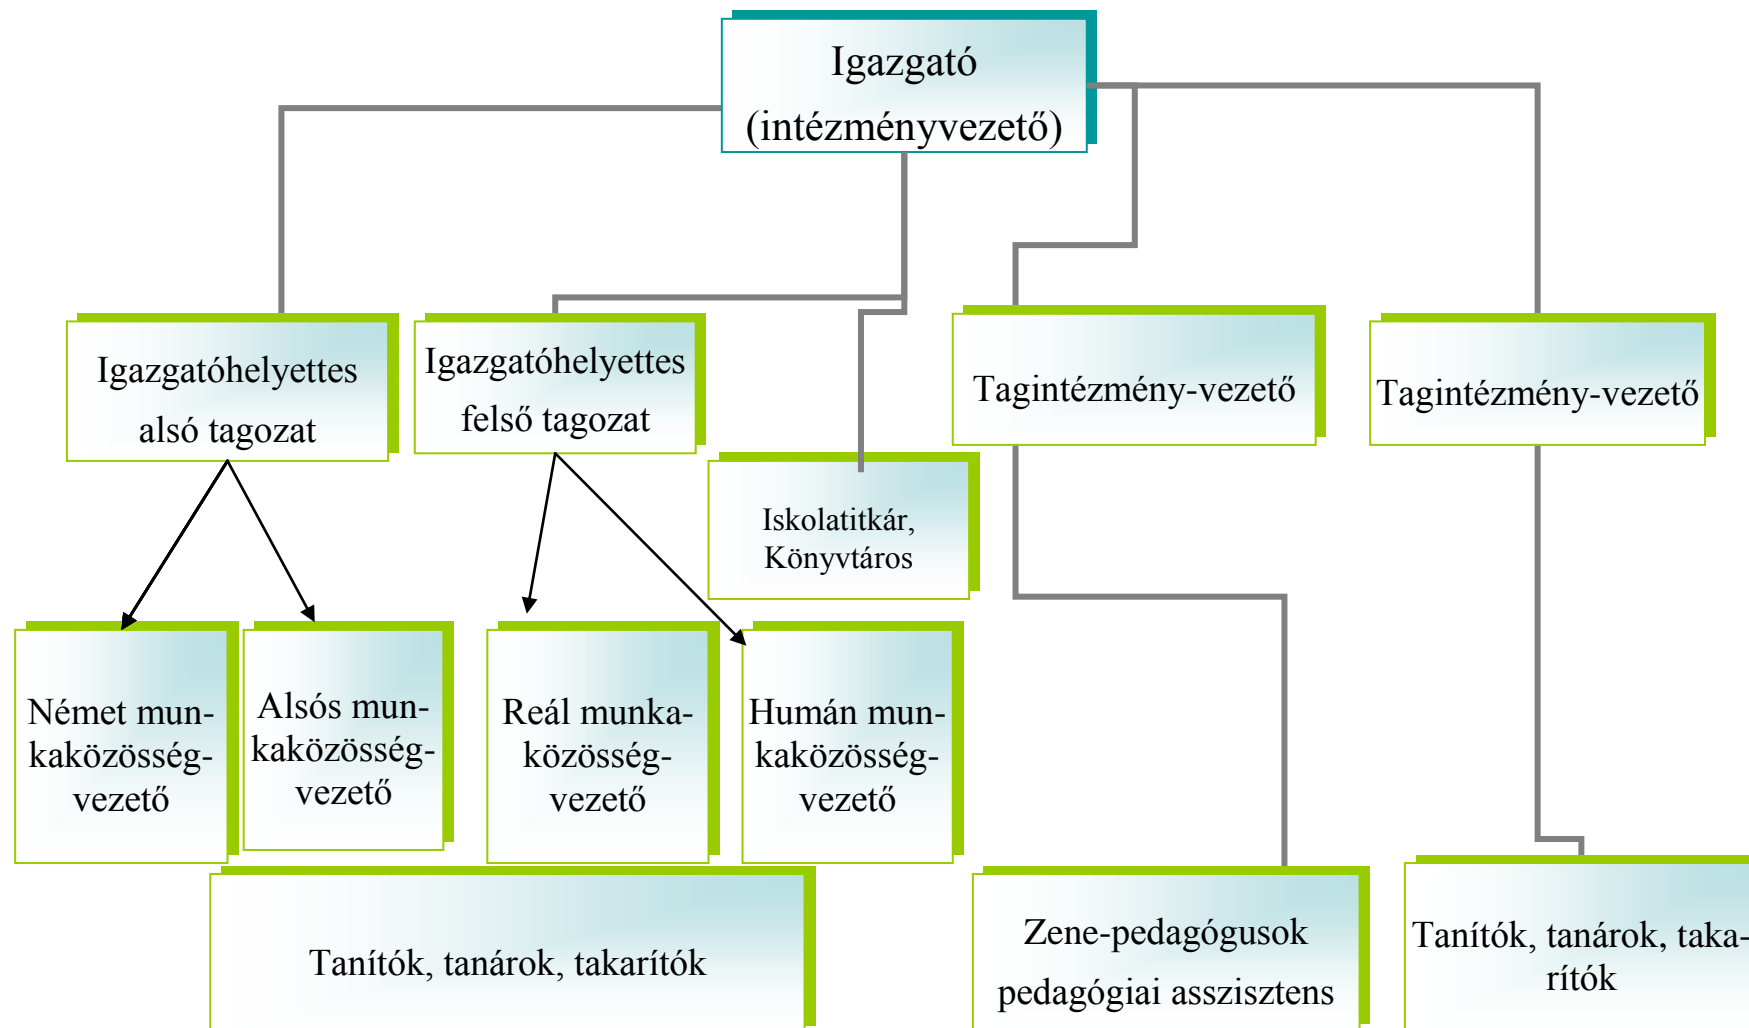 Igazgató
(intézményvezető)
Igazgatóhelyettes
alsó tagozat
Igazgatóhelyettes
felső tagozat
Tagintézmény-vezető
Tagintézmény-vezető
Iskolatitkár,
Könyvtáros
Német mun-
kaközösség-
vezető
Alsós mun-
kaközösség-
vezető
Reál munka-
közösség-
vezető
Humán mun-
kaközösség-
vezető
Tanítók, tanárok, takarítók
Zene-pedagógusok
pedagógiai asszisztens
Tanítók, tanárok, taka-
rítók